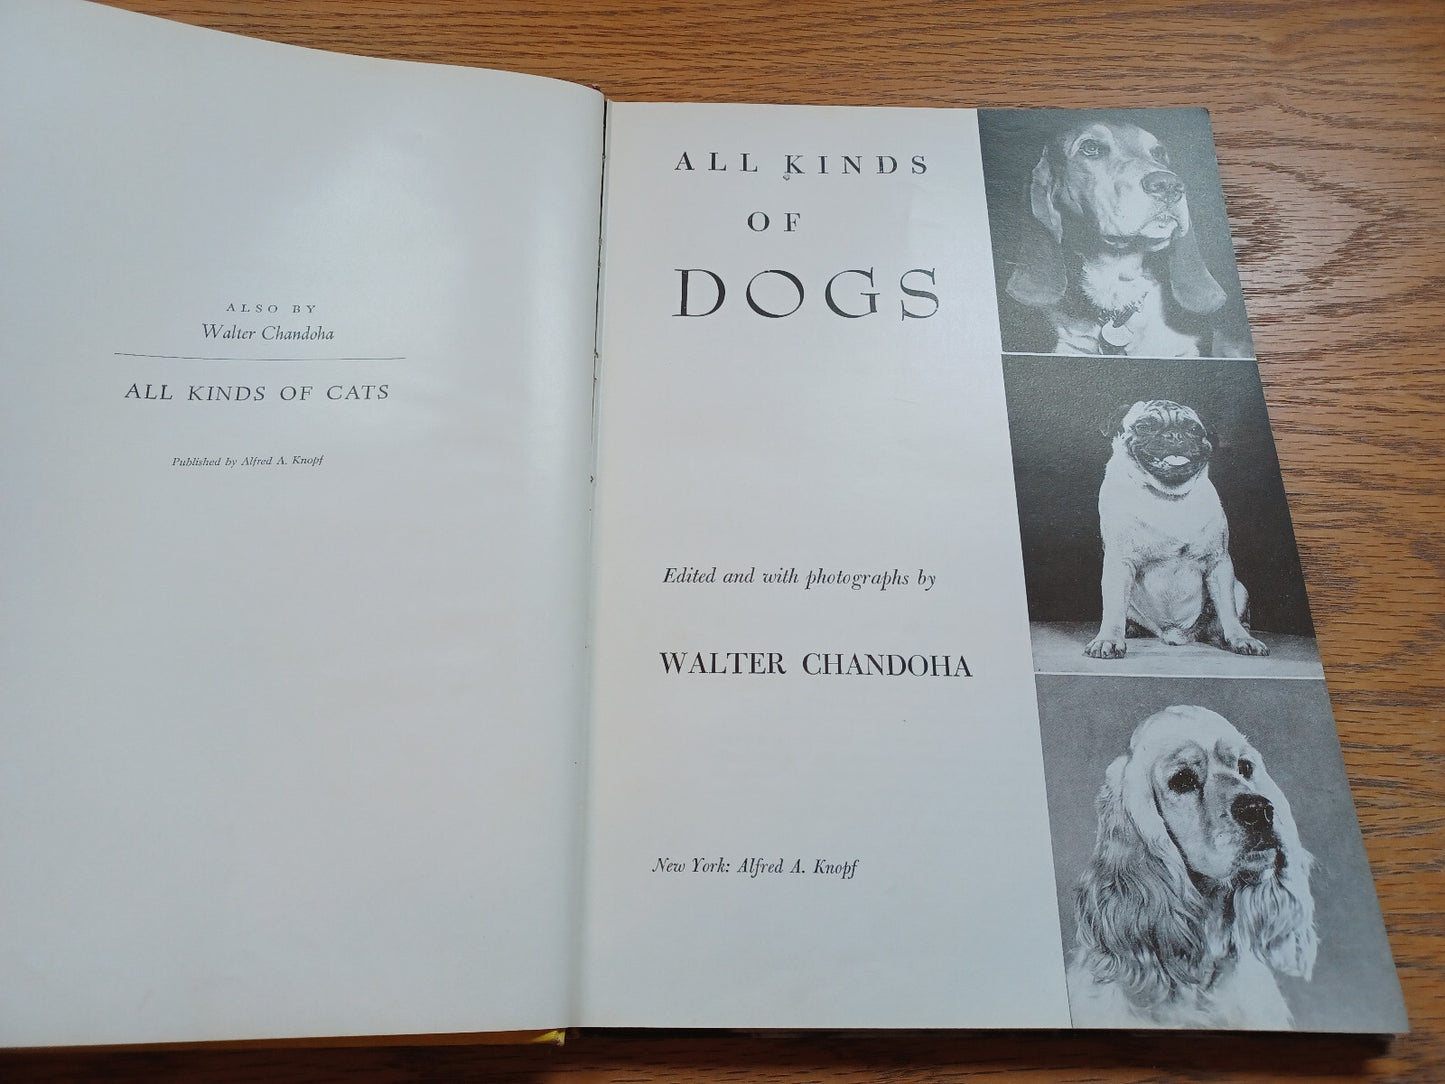 ALSO BY
Walter Chandoha
ALL KINDS OF CATS
Published by Alfred A. Knopf
ALL KINDS
OF
DOGS
Edited and with photographs by
WALTER CHANDOHA
New York: Alfred A. Knopf